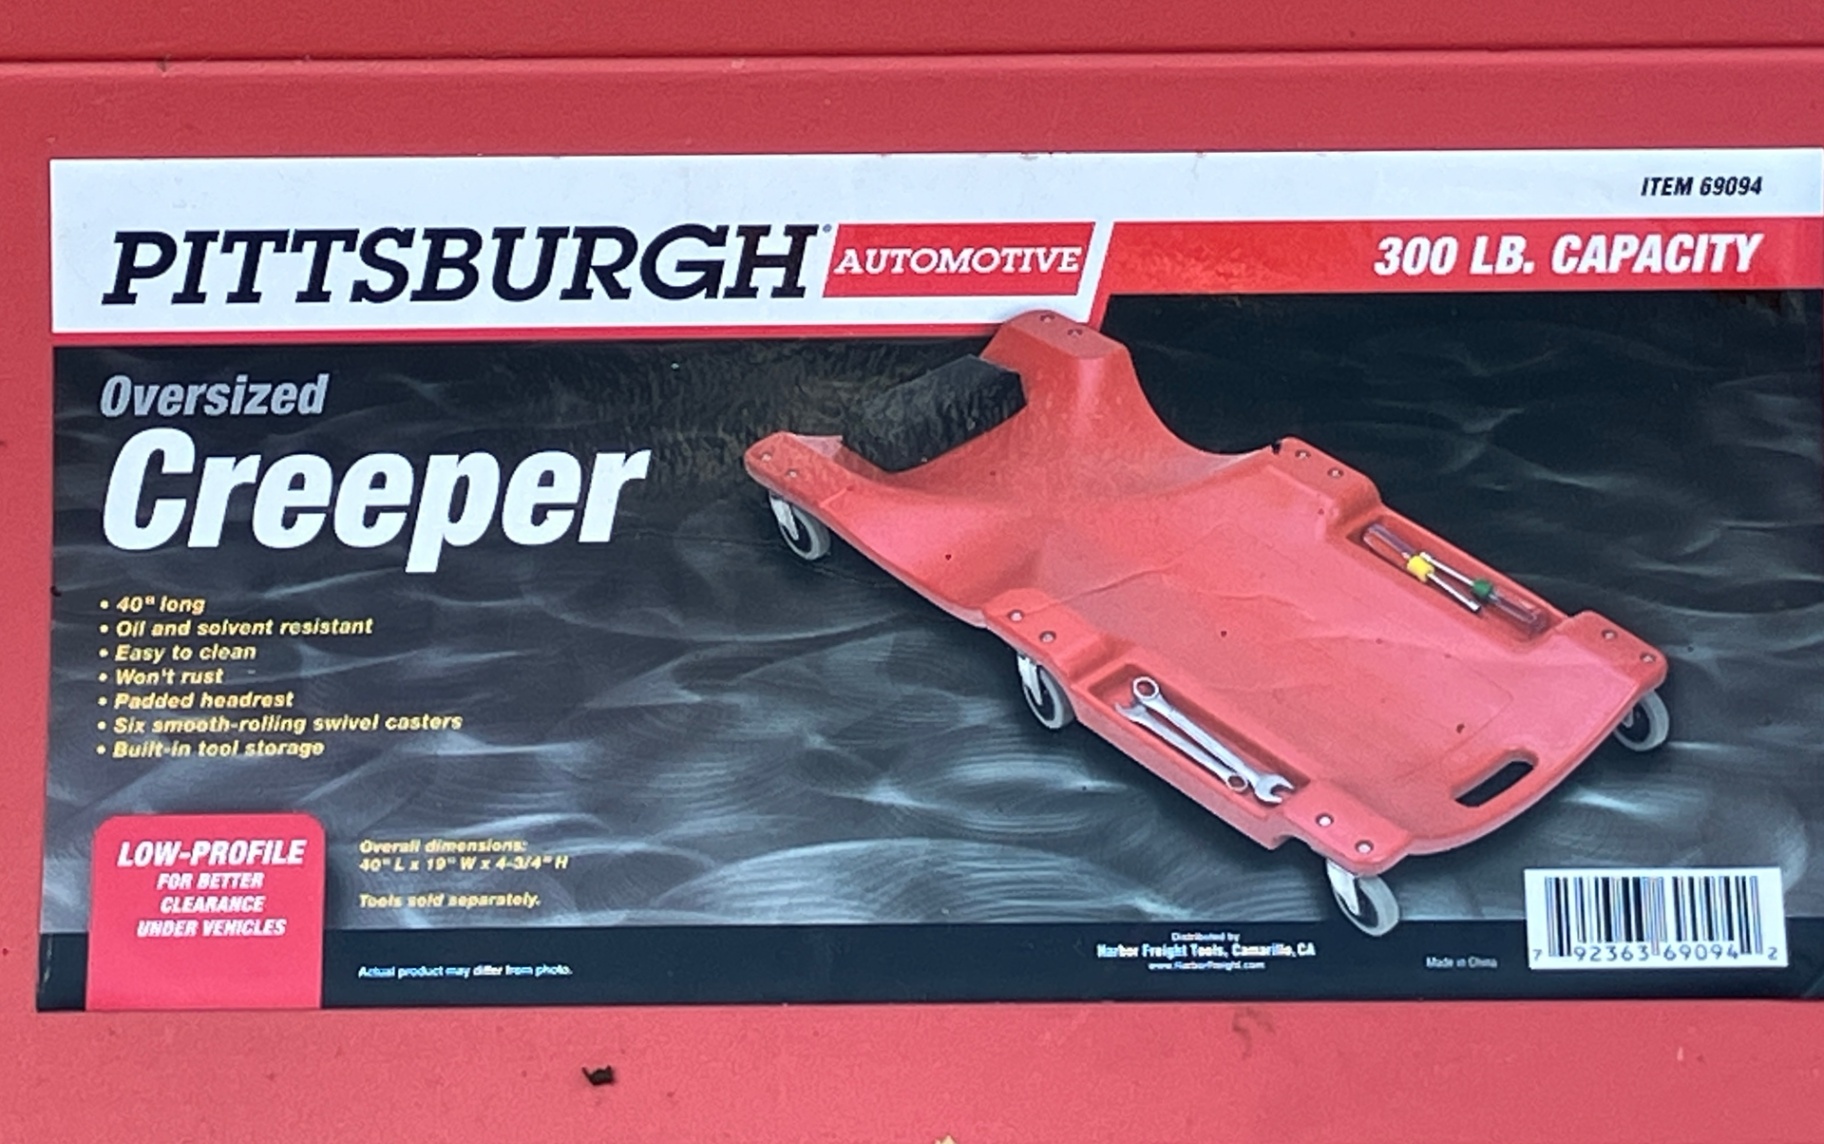 ITEM 69094
PITTSBURGH® AUTOMOTIVE
300 LB. CAPACITY
Oversized
Creeper
• 40" long
• Oil and solvent resistant
• Easy to clean
• Won't rust
• Padded headrest
• Six smooth-rolling swivel casters
• Built-in tool storage
LOW-PROFILE
FOR BETTER
CLEARANCE
UNDER VEHICLES
Overall dimensions:
40" L x 19" W x 4-3/4" H
Tools sold separately.
Actual product may differ from photo.
Distributed by
Harbor Freight Tools, Camarillo, CA
www.HarborFreight.com
Made in China
7 92363 69094 2